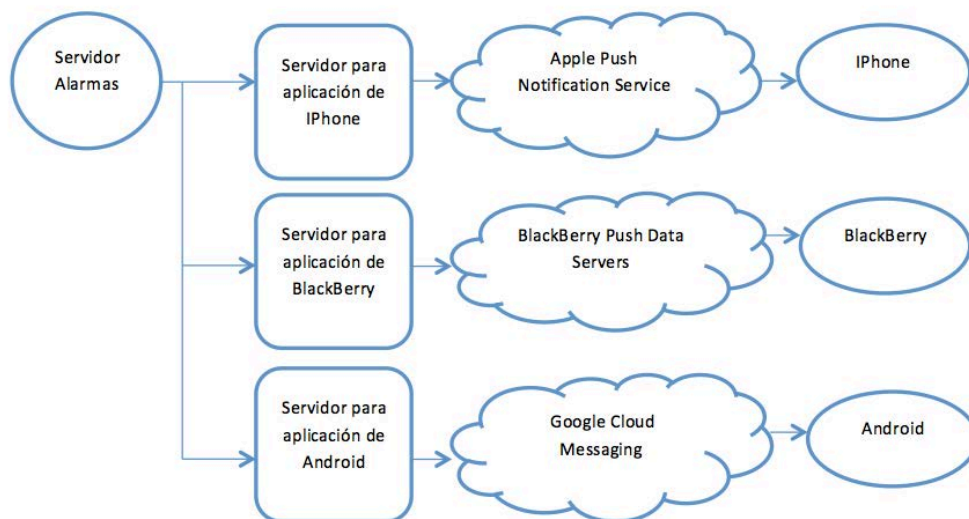 Servidor
Alarmas
Servidor para
aplicación de
IPhone
Apple Push
Notification Service
IPhone
Servidor para
aplicación de
BlackBerry
BlackBerry Push Data
Servers
BlackBerry
Servidor para
aplicación de
Android
Google Cloud
Messaging
Android